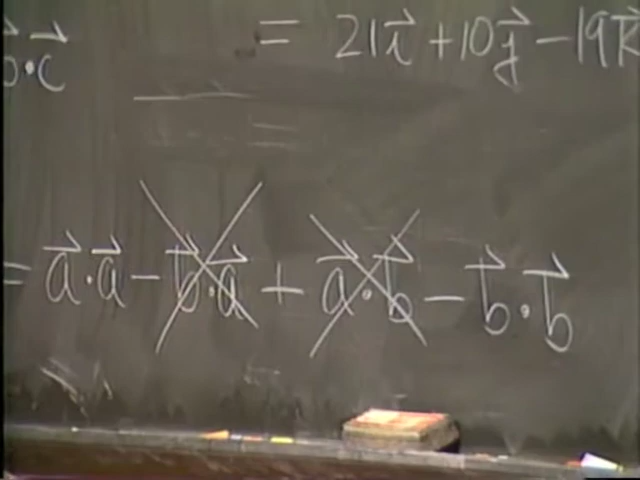 = 21i⃗ + 10j⃗ − 19k⃗
b⃗·c⃗
= a⃗·a⃗ − b⃗·a⃗ + a⃗·b⃗ − b⃗·b⃗